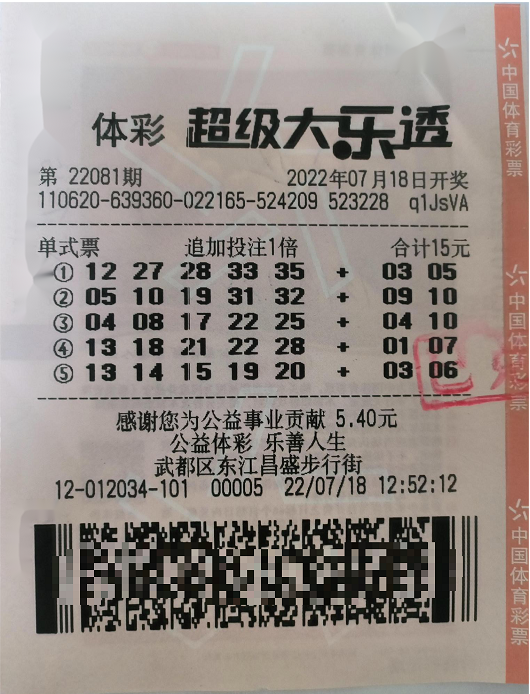 体彩 超级大乐透
第 22081期 2022年07月18日开奖
110620-639360-022165-524209 523228 q1JsVA
单式票 追加投注1倍 合计15元
① 12 27 28 33 35 + 03 05
② 05 10 19 31 32 + 09 10
③ 04 08 17 22 25 + 04 10
④ 13 18 21 22 28 + 01 07
⑤ 13 14 15 19 20 + 03 06
感谢您为公益事业贡献 5.40元
公益体彩 乐善人生
武都区东江昌盛步行街
12-012034-101 00005 22/07/18 12:52:12
中国体育彩票
中国体育彩票
中国体育彩票